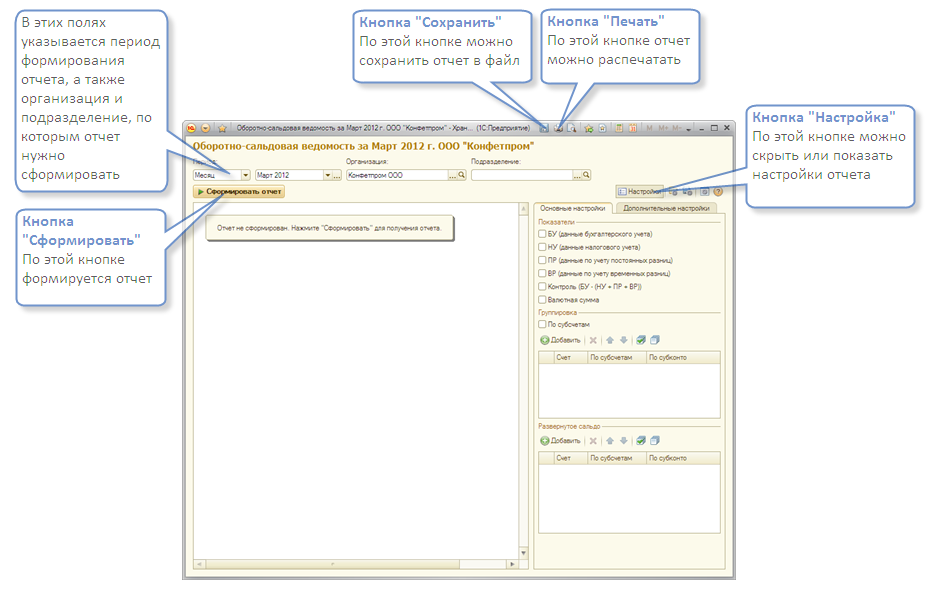 В этих полях
указывается период
формирования
отчета, а также
организация и
подразделение, по
которым отчет
нужно
сформировать
Кнопка "Сохранить"
По этой кнопке можно
сохранить отчет в файл
Кнопка "Печать"
По этой кнопке отчет
можно распечатать
Кнопка "Настройка"
По этой кнопке можно
скрыть или показать
настройки отчета
Кнопка
"Сформировать"
По этой кнопке
формируется отчет
Оборотно-сальдовая ведомость за Март 2012 г. ООО "Конфетпром" - Хран... (1С:Предприятие) M M+ M-
Оборотно-сальдовая ведомость за Март 2012 г. ООО "Конфетпром"
Организация: Подразделение:
Месяц Март 2012 ... Конфетпром ООО ... ...
Сформировать отчет Настройки
Отчет не сформирован. Нажмите "Сформировать" для получения отчета.
Основные настройки Дополнительные настройки
Показатели
БУ (данные бухгалтерского учета)
НУ (данные налогового учета)
ПР (данные по учету постоянных разниц)
ВР (данные по учету временных разниц)
Контроль (БУ - (НУ + ПР + ВР))
Валютная сумма
Группировка
По субсчетам
Добавить
Счет По субсчетам По субконто
Развернутое сальдо
Добавить
Счет По субсчетам По субконто